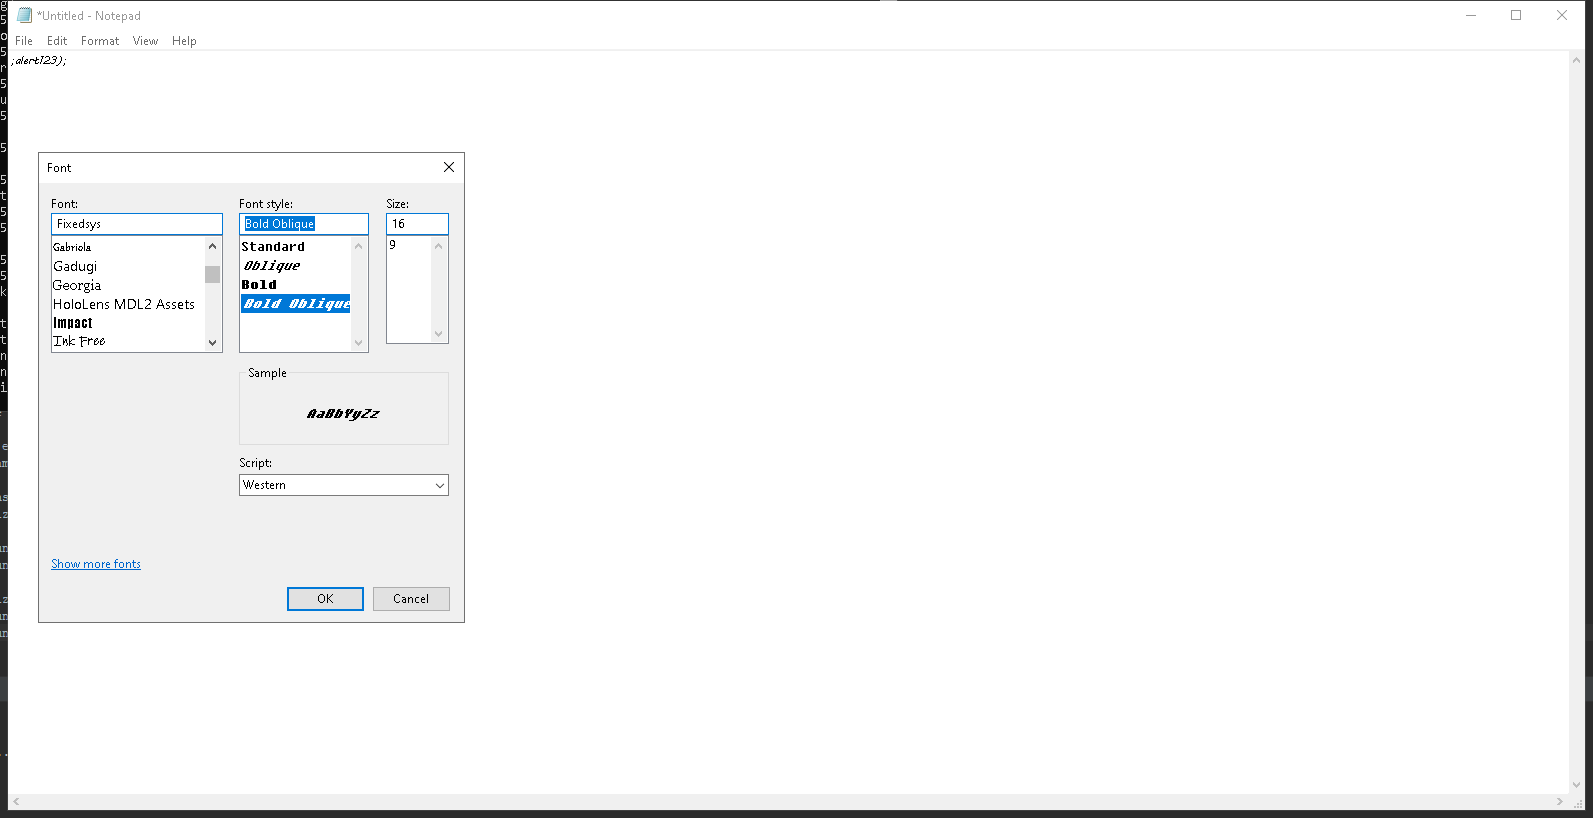 *Untitled - Notepad
File Edit Format View Help
;alert123);
Font
Font: Font style: Size:
Fixedsys Bold Oblique 16
Gabriola Standard 9
Gadugi Oblique
Georgia Bold
HoloLens MDL2 Assets Bold Oblique
Impact
Ink Free
Sample
AaBbYyZz
Script:
Western
Show more fonts
OK Cancel